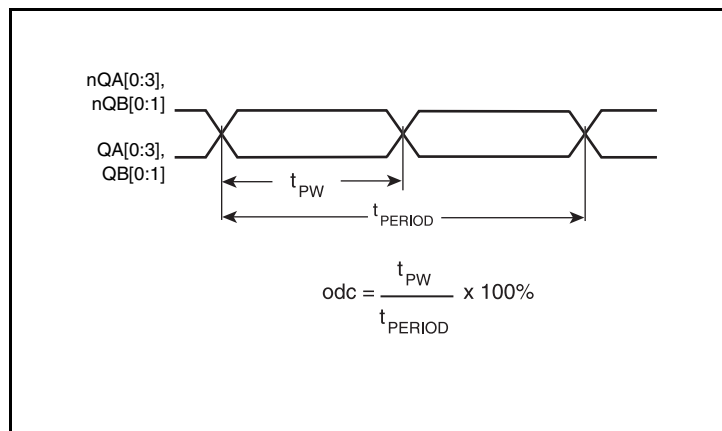 nQA[0:3],
nQB[0:1]
QA[0:3],
QB[0:1]
tPW
tPERIOD
odc = tPW / tPERIOD x 100%